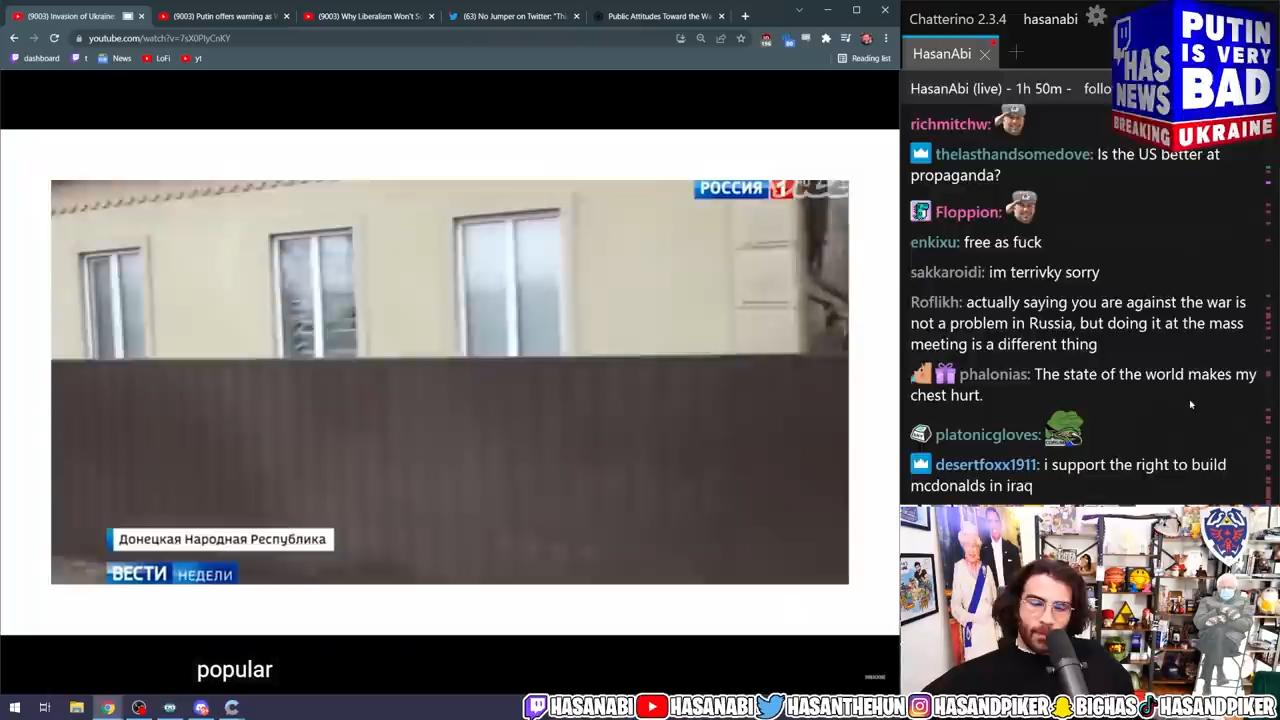 (9003) Invasion of Ukraine:
(9003) Putin offers warning as W
(9003) Why Liberalism Won't S
(63) No Jumper on Twitter: "Thi
Public Attitudes Toward the Wa
youtube.com/watch?v=7sX0PlyCnKY
dashboard
t
News
LoFi
yt
Reading list
РОССИЯ 1
Донецкая Народная Республика
ВЕСТИ НЕДЕЛИ
popular
Chatterino 2.3.4
hasanabi
HasanAbi
HasanAbi (live) - 1h 50m -
follo
HAS
NEWS
BREAKING
PUTIN
IS VERY
BAD
UKRAINE
richmitchw:
thelasthandsomedove: Is the US better at
propaganda?
Floppion:
enkixu: free as fuck
sakkaroidi: im terrivky sorry
Roflikh: actually saying you are against the war is
not a problem in Russia, but doing it at the mass
meeting is a different thing
phalonias: The state of the world makes my
chest hurt.
platonicgloves:
desertfoxx1911: i support the right to build
mcdonalds in iraq
HASANABI
HASANABI
HASANTHEHUN
HASANDPIKER
BIGHAS
HASANDPIKER